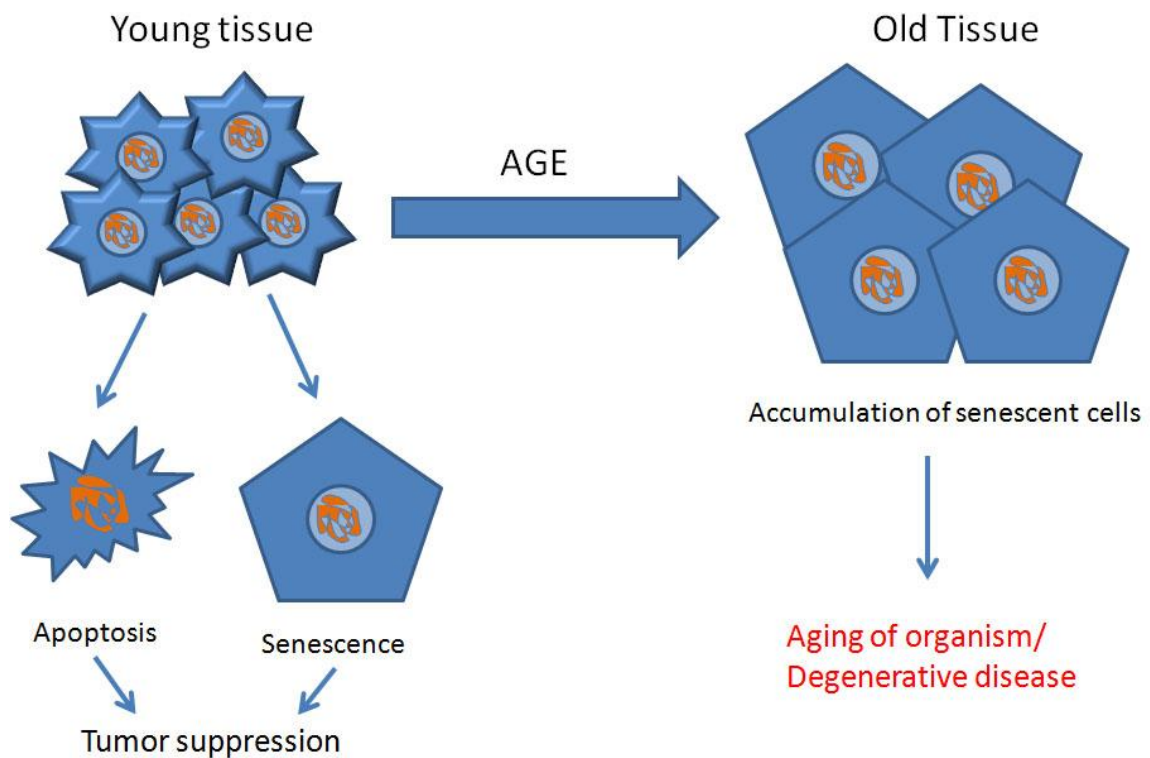 Young tissue
Old Tissue
AGE
Accumulation of senescent cells
Apoptosis
Senescence
Aging of organism/
Degenerative disease
Tumor suppression